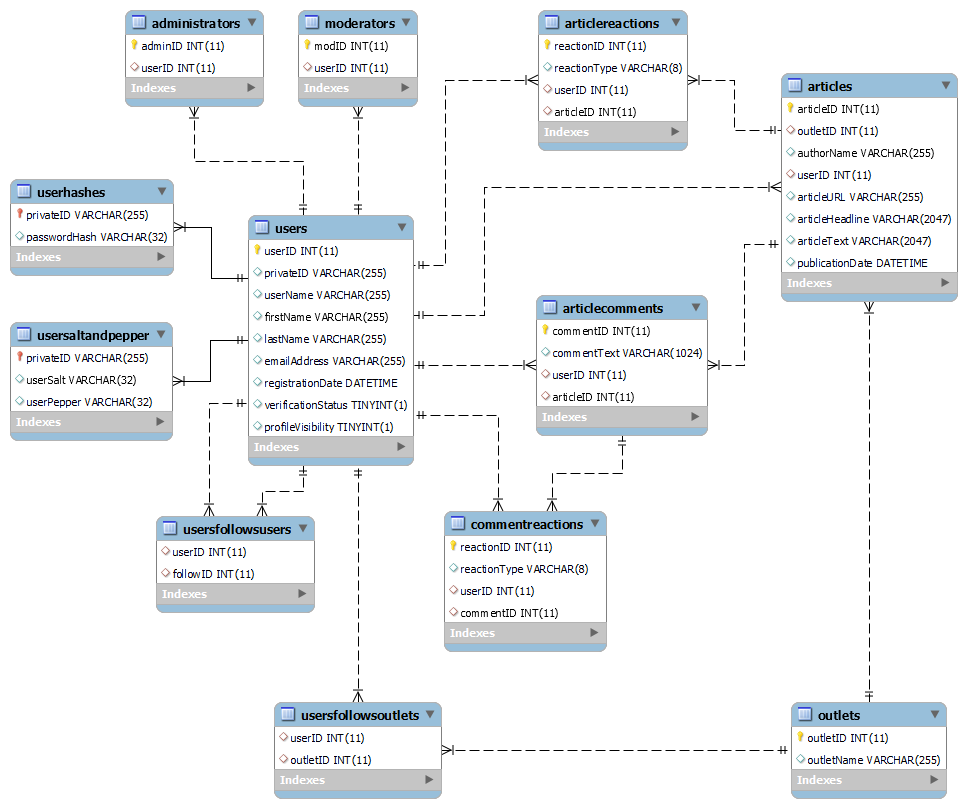 administrators
adminID INT(11)
userID INT(11)
Indexes
moderators
modID INT(11)
userID INT(11)
Indexes
articlereactions
reactionID INT(11)
reactionType VARCHAR(8)
userID INT(11)
articleID INT(11)
Indexes
articles
articleID INT(11)
outletID INT(11)
authorName VARCHAR(255)
userID INT(11)
articleURL VARCHAR(255)
articleHeadline VARCHAR(2047)
articleText VARCHAR(2047)
publicationDate DATETIME
Indexes
userhashes
privateID VARCHAR(255)
passwordHash VARCHAR(32)
Indexes
users
userID INT(11)
privateID VARCHAR(255)
userName VARCHAR(255)
firstName VARCHAR(255)
lastName VARCHAR(255)
emailAddress VARCHAR(255)
registrationDate DATETIME
verificationStatus TINYINT(1)
profileVisibility TINYINT(1)
Indexes
usersaltandpepper
privateID VARCHAR(255)
userSalt VARCHAR(32)
userPepper VARCHAR(32)
Indexes
articlecomments
commentID INT(11)
commentText VARCHAR(1024)
userID INT(11)
articleID INT(11)
Indexes
usersfollowsusers
userID INT(11)
followID INT(11)
Indexes
commentreactions
reactionID INT(11)
reactionType VARCHAR(8)
userID INT(11)
commentID INT(11)
Indexes
usersfollowsoutlets
userID INT(11)
outletID INT(11)
Indexes
outlets
outletID INT(11)
outletName VARCHAR(255)
Indexes